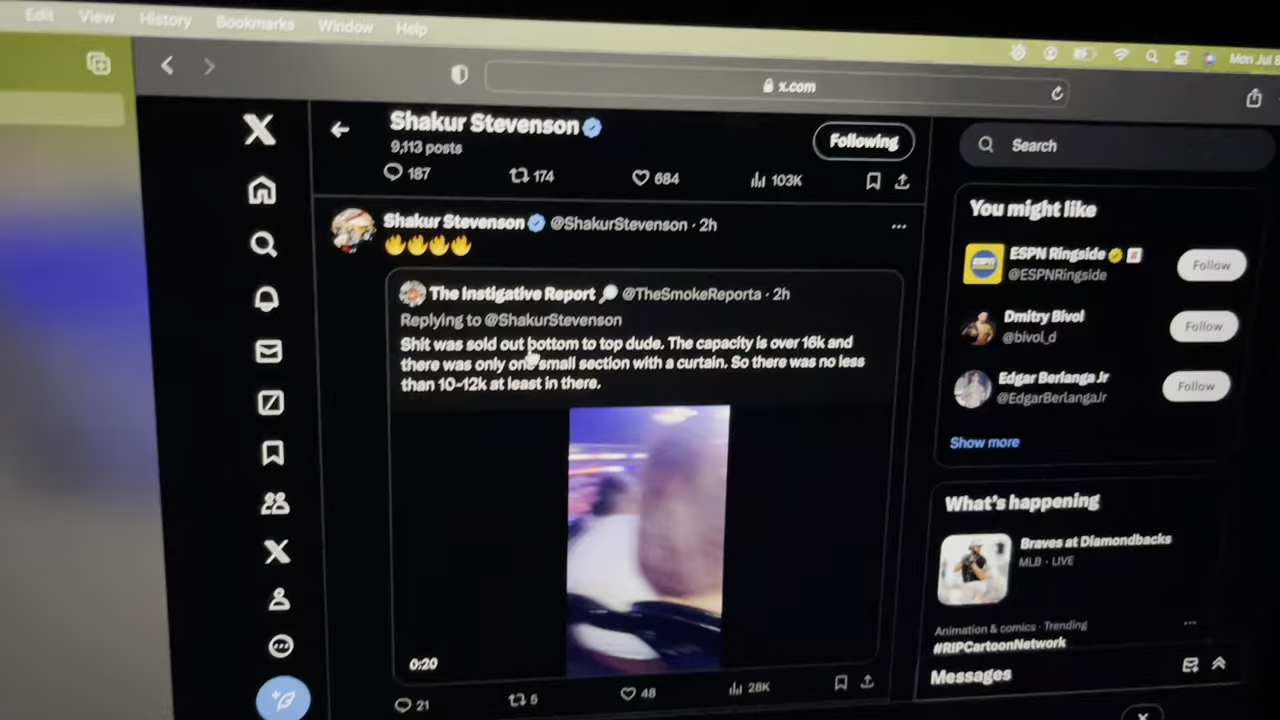 Edit View History Bookmarks Window Help
Mon Jul 8
x.com
Shakur Stevenson
9,113 posts
Following
187 174 684 103K
Shakur Stevenson @ShakurStevenson · 2h
🔥🔥🔥🔥
The Instigative Report 🔎 @TheSmokeReporta · 2h
Replying to @ShakurStevenson
Shit was sold out bottom to top dude. The capacity is over 16k and
there was only one small section with a curtain. So there was no less
than 10-12k at least in there.
0:20
21 5 48 28K
Search
You might like
ESPN Ringside
@ESPNRingside
Follow
Dmitry Bivol
@bivol_d
Follow
Edgar Berlanga Jr
@EdgarBerlangaJr
Follow
Show more
What's happening
Braves at Diamondbacks
MLB · LIVE
Animation & comics · Trending
#RIPCartoonNetwork
Messages